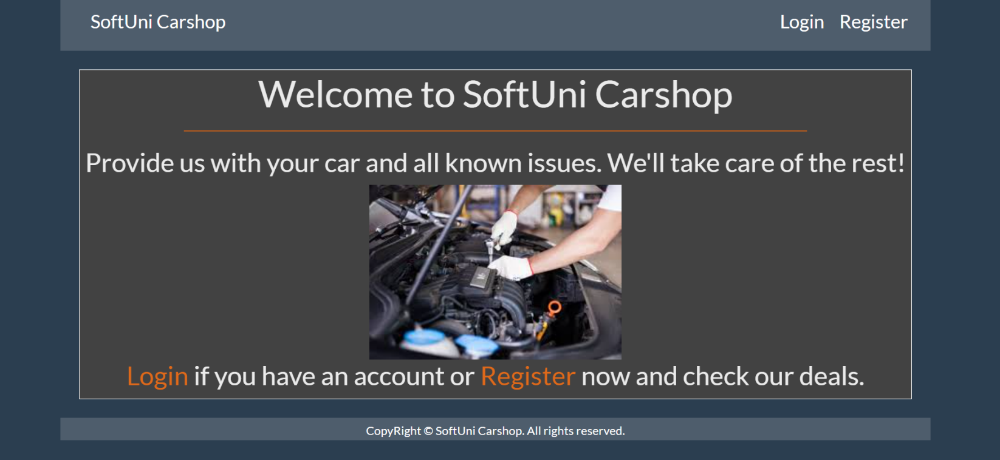 SoftUni Carshop
Login Register
Welcome to SoftUni Carshop
Provide us with your car and all known issues. We'll take care of the rest!
Login if you have an account or Register now and check our deals.
CopyRight © SoftUni Carshop. All rights reserved.